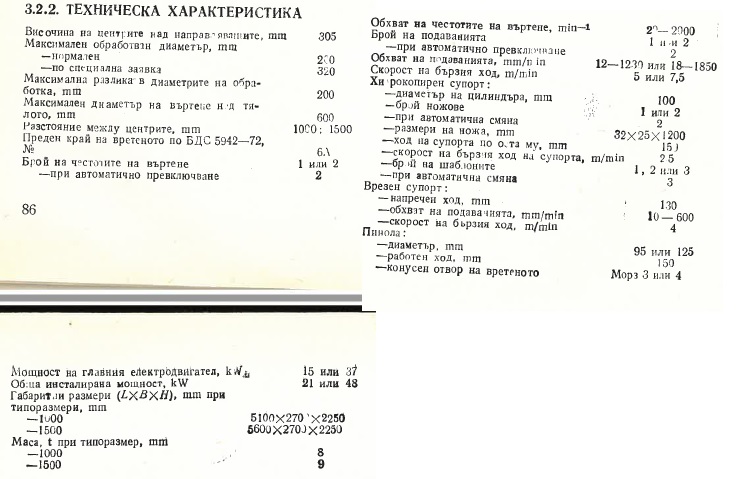 3.2.2. ТЕХНИЧЕСКА ХАРАКТЕРИСТИКА
Височина на центрите над направляващите, mm 305
Максимален обработван диаметър, mm
—нормален
—по специална заявка 320
Максимална разлика в диаметрите на обра-
ботка, mm 200
Максимален диаметър на въртене над тя-
лото, mm 600
Разстояние между центрите, mm 1000; 1500
Преден край на вретеното по БДС 5942—72,
№
Брой на честотите на въртене 1 или 2
—при автоматично превключване 2
86
Обхват на честотите на въртене, min—1 20—2000
Брой на подаванията 1 или 2
—при автоматично превключване 2
Обхват на подаванията, mm/min 12—1230 или 18—1850
Скорост на бързия ход, m/min 5 или 7,5
Хидрокопирен супорт:
—диаметър на цилиндъра, mm 100
—брой ножове 1 или 2
—при автоматична смяна 2
—размери на ножа, mm 32×25×1200
—ход на супорта по оста му, mm 150
—скорост на бързия ход на супорта, m/min 2 5
—брой на шаблоните 1, 2 или 3
—при автоматична смяна 3
Врезен супорт:
—напречен ход, mm 130
—обхват на подаванията, mm/min 10—600
—скорост на бързия ход, m/min 4
Пинола:
—диаметър, mm 95 или 125
—работен ход, mm 150
—конусен отвор на вретеното Морз 3 или 4
Мощност на главния електродвигател, kW 15 или 37
Обща инсталирана мощност, kW 21 или 48
Габаритни размери (L×B×H), mm при
типоразмери, mm
—1000 5100×2700×2250
—1500 5600×2700×2250
Маса, t при типоразмер, mm
—1000 8
—1500 9